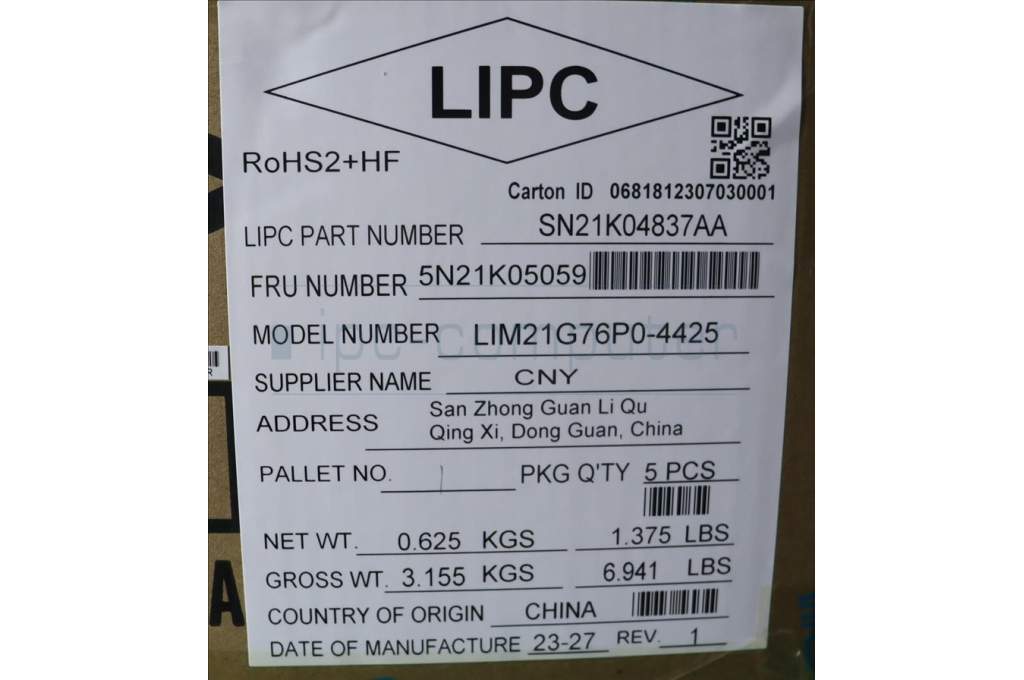 LIPC
RoHS2+HF
Carton ID 0681812307030001
LIPC PART NUMBER SN21K04837AA
FRU NUMBER 5N21K05059
MODEL NUMBER LIM21G76P0-4425
ipc computer
SUPPLIER NAME CNY
ADDRESS San Zhong Guan Li Qu
Qing Xi, Dong Guan, China
PALLET NO. PKG Q'TY 5 PCS
NET WT. 0.625 KGS 1.375 LBS
GROSS WT. 3.155 KGS 6.941 LBS
COUNTRY OF ORIGIN CHINA
DATE OF MANUFACTURE 23-27 REV. 1
R
A